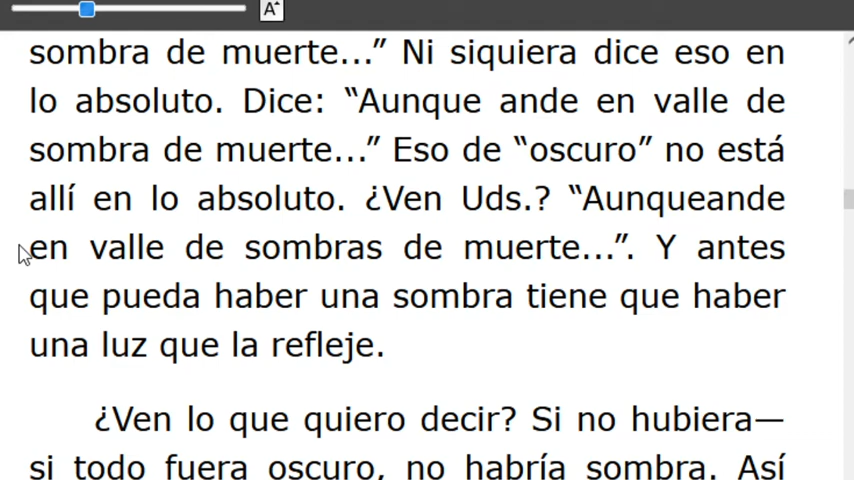 A
sombra de muerte…” Ni siquiera dice eso en
lo absoluto. Dice: “Aunque ande en valle de
sombra de muerte…” Eso de “oscuro” no está
allí en lo absoluto. ¿Ven Uds.? “Aunqueande
en valle de sombras de muerte…”. Y antes
que pueda haber una sombra tiene que haber
una luz que la refleje.
¿Ven lo que quiero decir? Si no hubiera—
si todo fuera oscuro, no habría sombra. Así